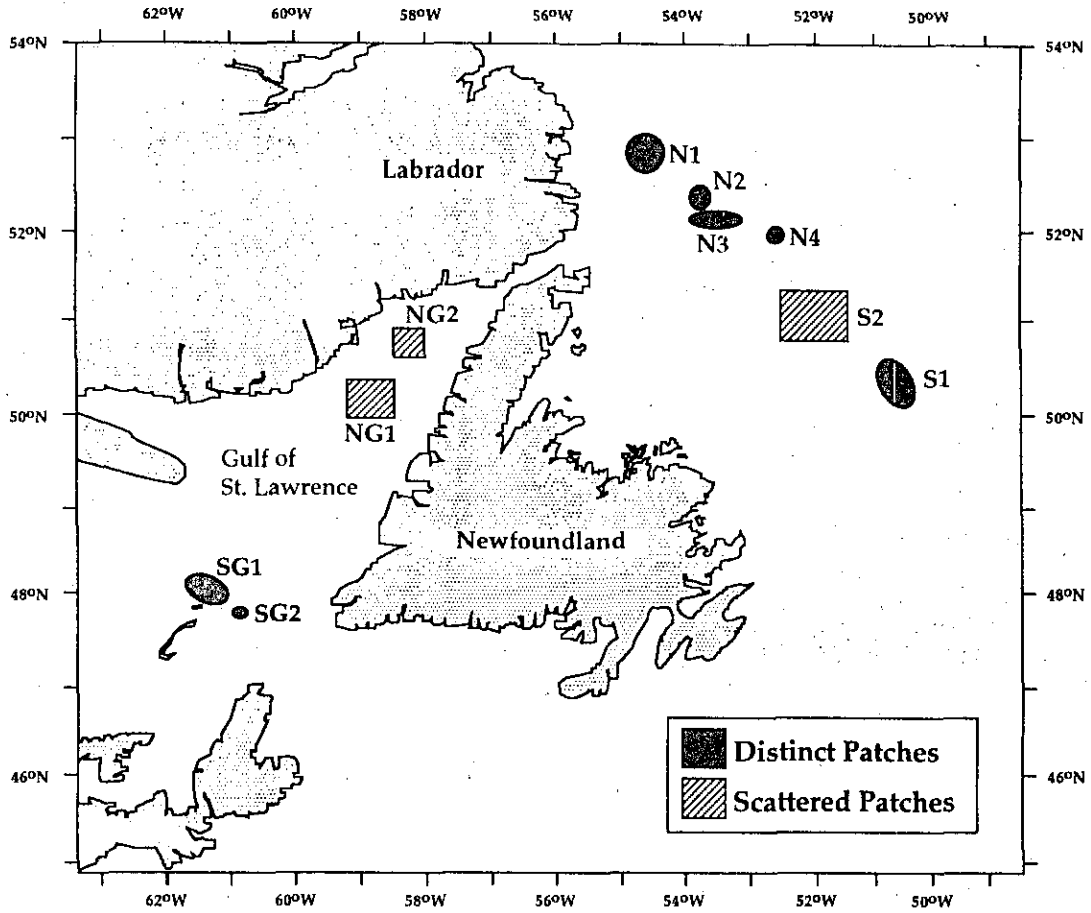 62°W 60°W 58°W 56°W 54°W 52°W 50°W
54°N 54°N
N1
Labrador
N2
52°N N3 N4 52°N
NG2
S2
S1
50°N NG1 50°N
Gulf of
St. Lawrence
Newfoundland
SG1
48°N 48°N
SG2
Distinct Patches
46°N 46°N
Scattered Patches
62°W 60°W 58°W 56°W 54°W 52°W 50°W